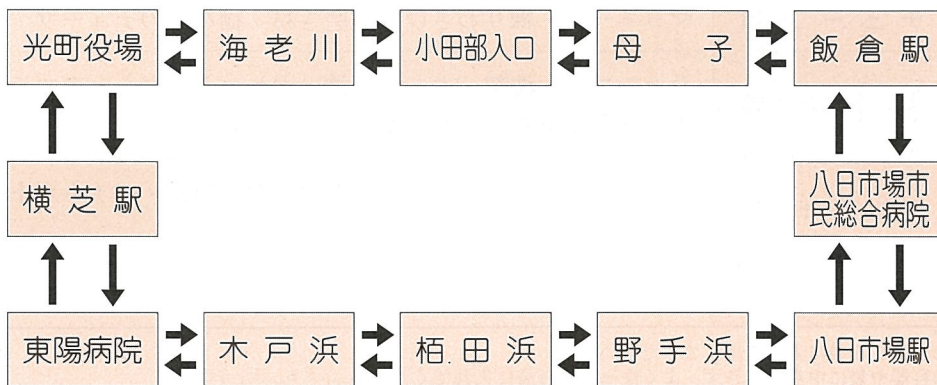 光町役場
海老川
小田部入口
母子
飯倉駅
横芝駅
八日市場市
民総合病院
東陽病院
木戸浜
栢田浜
野手浜
八日市場駅